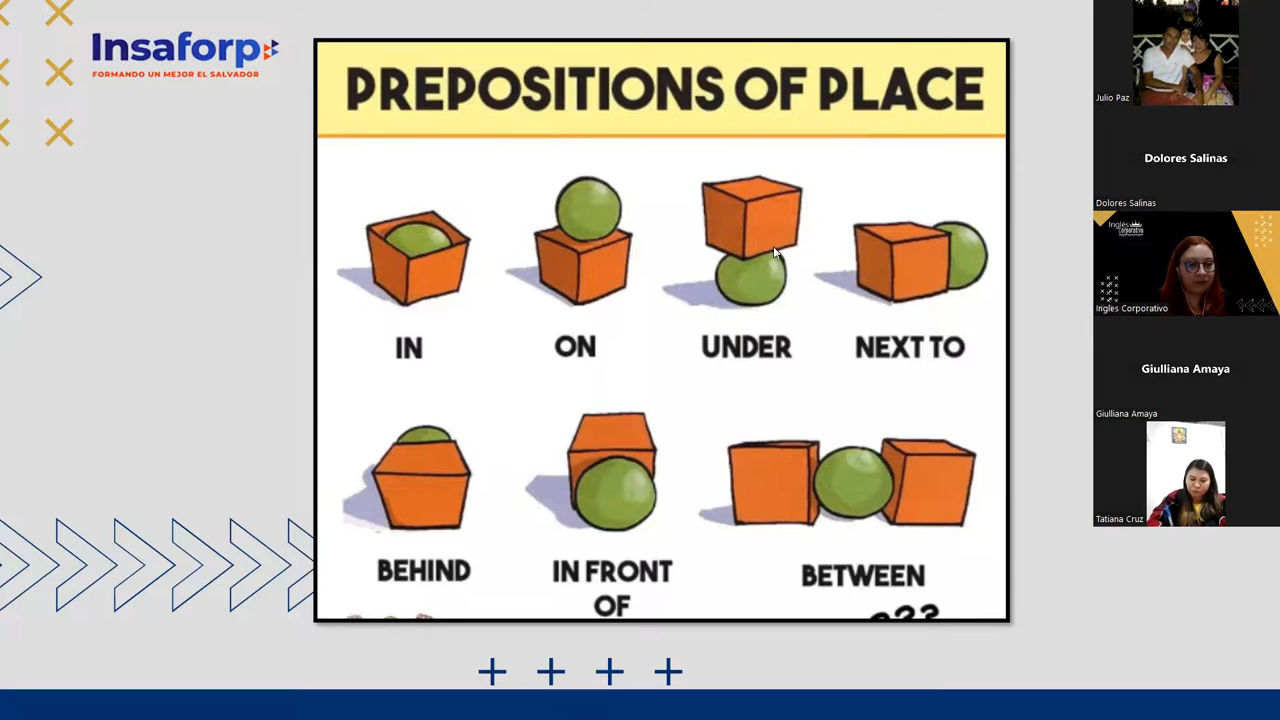 Insaforp
FORMANDO UN MEJOR EL SALVADOR
PREPOSITIONS OF PLACE
IN
ON
UNDER
NEXT TO
BEHIND
IN FRONT
OF
BETWEEN
???
Julio Paz
Dolores Salinas
Dolores Salinas
Inglés
Corporativo
Ingles Corporativo
Giulliana Amaya
Giulliana Amaya
Tatiana Cruz